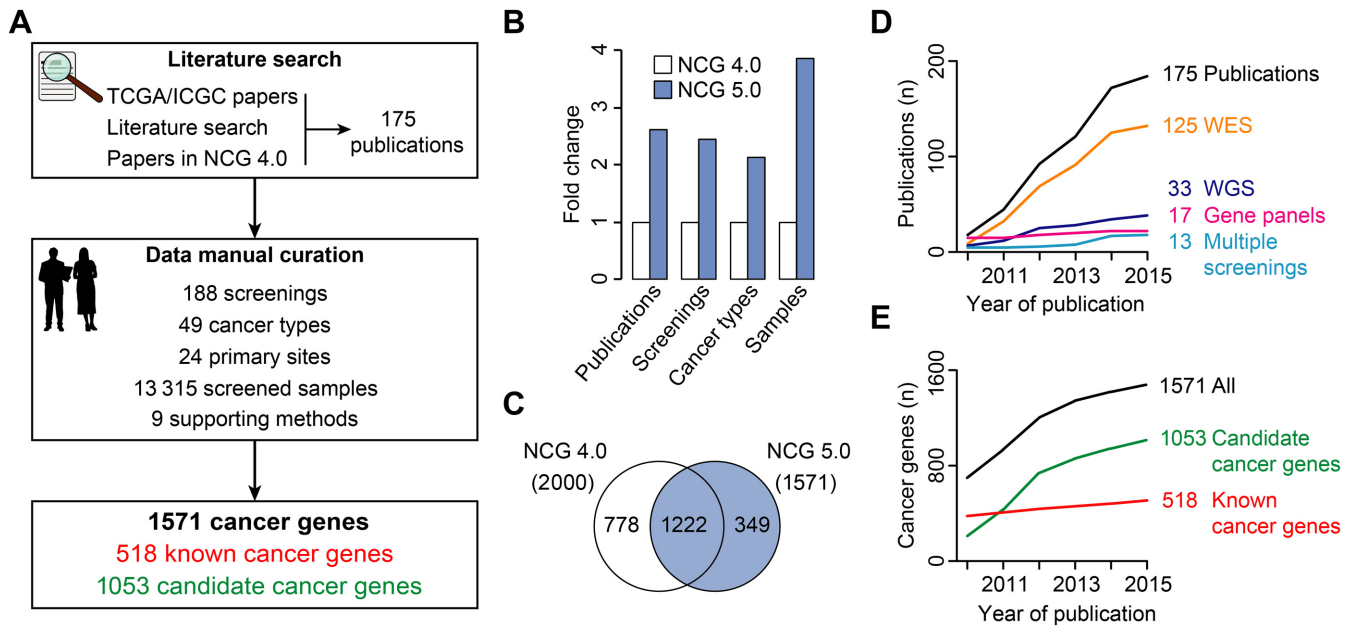 A
Literature search
TCGA/ICGC papers
Literature search
Papers in NCG 4.0
175
publications
Data manual curation
188 screenings
49 cancer types
24 primary sites
13 315 screened samples
9 supporting methods
1571 cancer genes
518 known cancer genes
1053 candidate cancer genes
B
Fold change
4
3
2
1
0
NCG 4.0
NCG 5.0
Publications
Screenings
Cancer types
Samples
C
NCG 4.0
(2000)
NCG 5.0
(1571)
778
1222
349
D
Publications (n)
200
100
0
175 Publications
125 WES
33 WGS
17 Gene panels
13 Multiple
screenings
2011
2013
2015
Year of publication
E
Cancer genes (n)
1600
800
0
1571 All
1053 Candidate
cancer genes
518 Known
cancer genes
2011
2013
2015
Year of publication